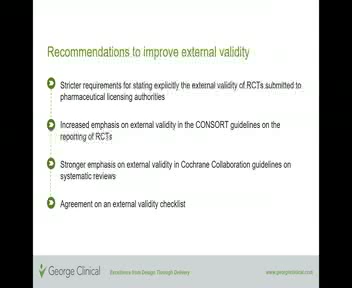 Recommendations to improve external validity
Stricter requirements for stating explicitly the external validity of RCTs submitted to
pharmaceutical licensing authorities
Increased emphasis on external validity in the CONSORT guidelines on the
reporting of RCTs
Stronger emphasis on external validity in Cochrane Collaboration guidelines on
systematic reviews
Agreement on an external validity checklist
George Clinical
Excellence from Design Through Delivery
www.georgeclinical.com